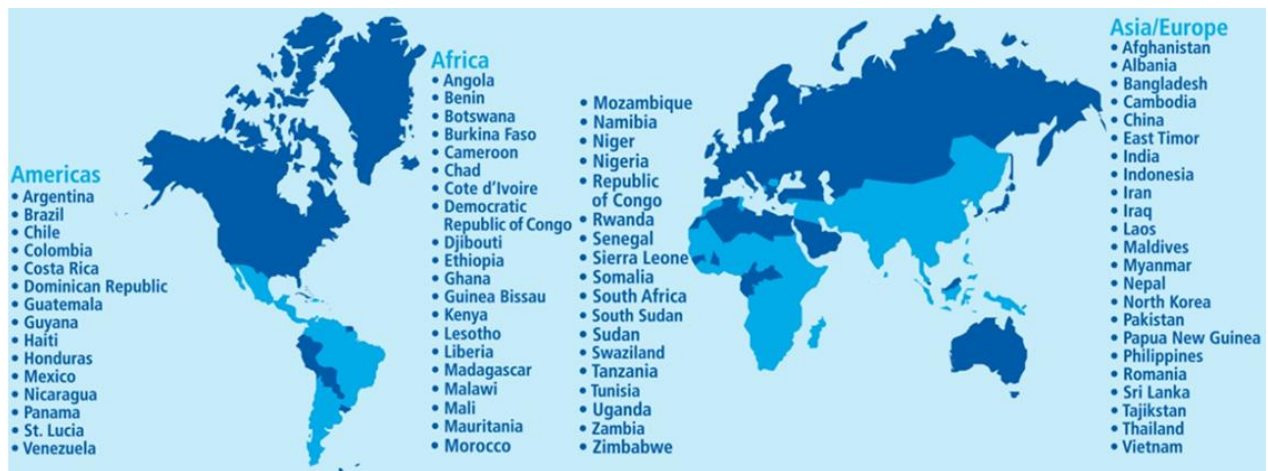 Americas
• Argentina
• Brazil
• Chile
• Colombia
• Costa Rica
• Dominican Republic
• Guatemala
• Guyana
• Haiti
• Honduras
• Mexico
• Nicaragua
• Panama
• St. Lucia
• Venezuela
Africa
• Angola
• Benin
• Botswana
• Burkina Faso
• Cameroon
• Chad
• Cote d’Ivoire
• Democratic
Republic of Congo
• Djibouti
• Ethiopia
• Ghana
• Guinea Bissau
• Kenya
• Lesotho
• Liberia
• Madagascar
• Malawi
• Mali
• Mauritania
• Morocco
• Mozambique
• Namibia
• Niger
• Nigeria
• Republic
of Congo
• Rwanda
• Senegal
• Sierra Leone
• Somalia
• South Africa
• South Sudan
• Sudan
• Swaziland
• Tanzania
• Tunisia
• Uganda
• Zambia
• Zimbabwe
Asia/Europe
• Afghanistan
• Albania
• Bangladesh
• Cambodia
• China
• East Timor
• India
• Indonesia
• Iran
• Iraq
• Laos
• Maldives
• Myanmar
• Nepal
• North Korea
• Pakistan
• Papua New Guinea
• Philippines
• Romania
• Sri Lanka
• Tajikstan
• Thailand
• Vietnam